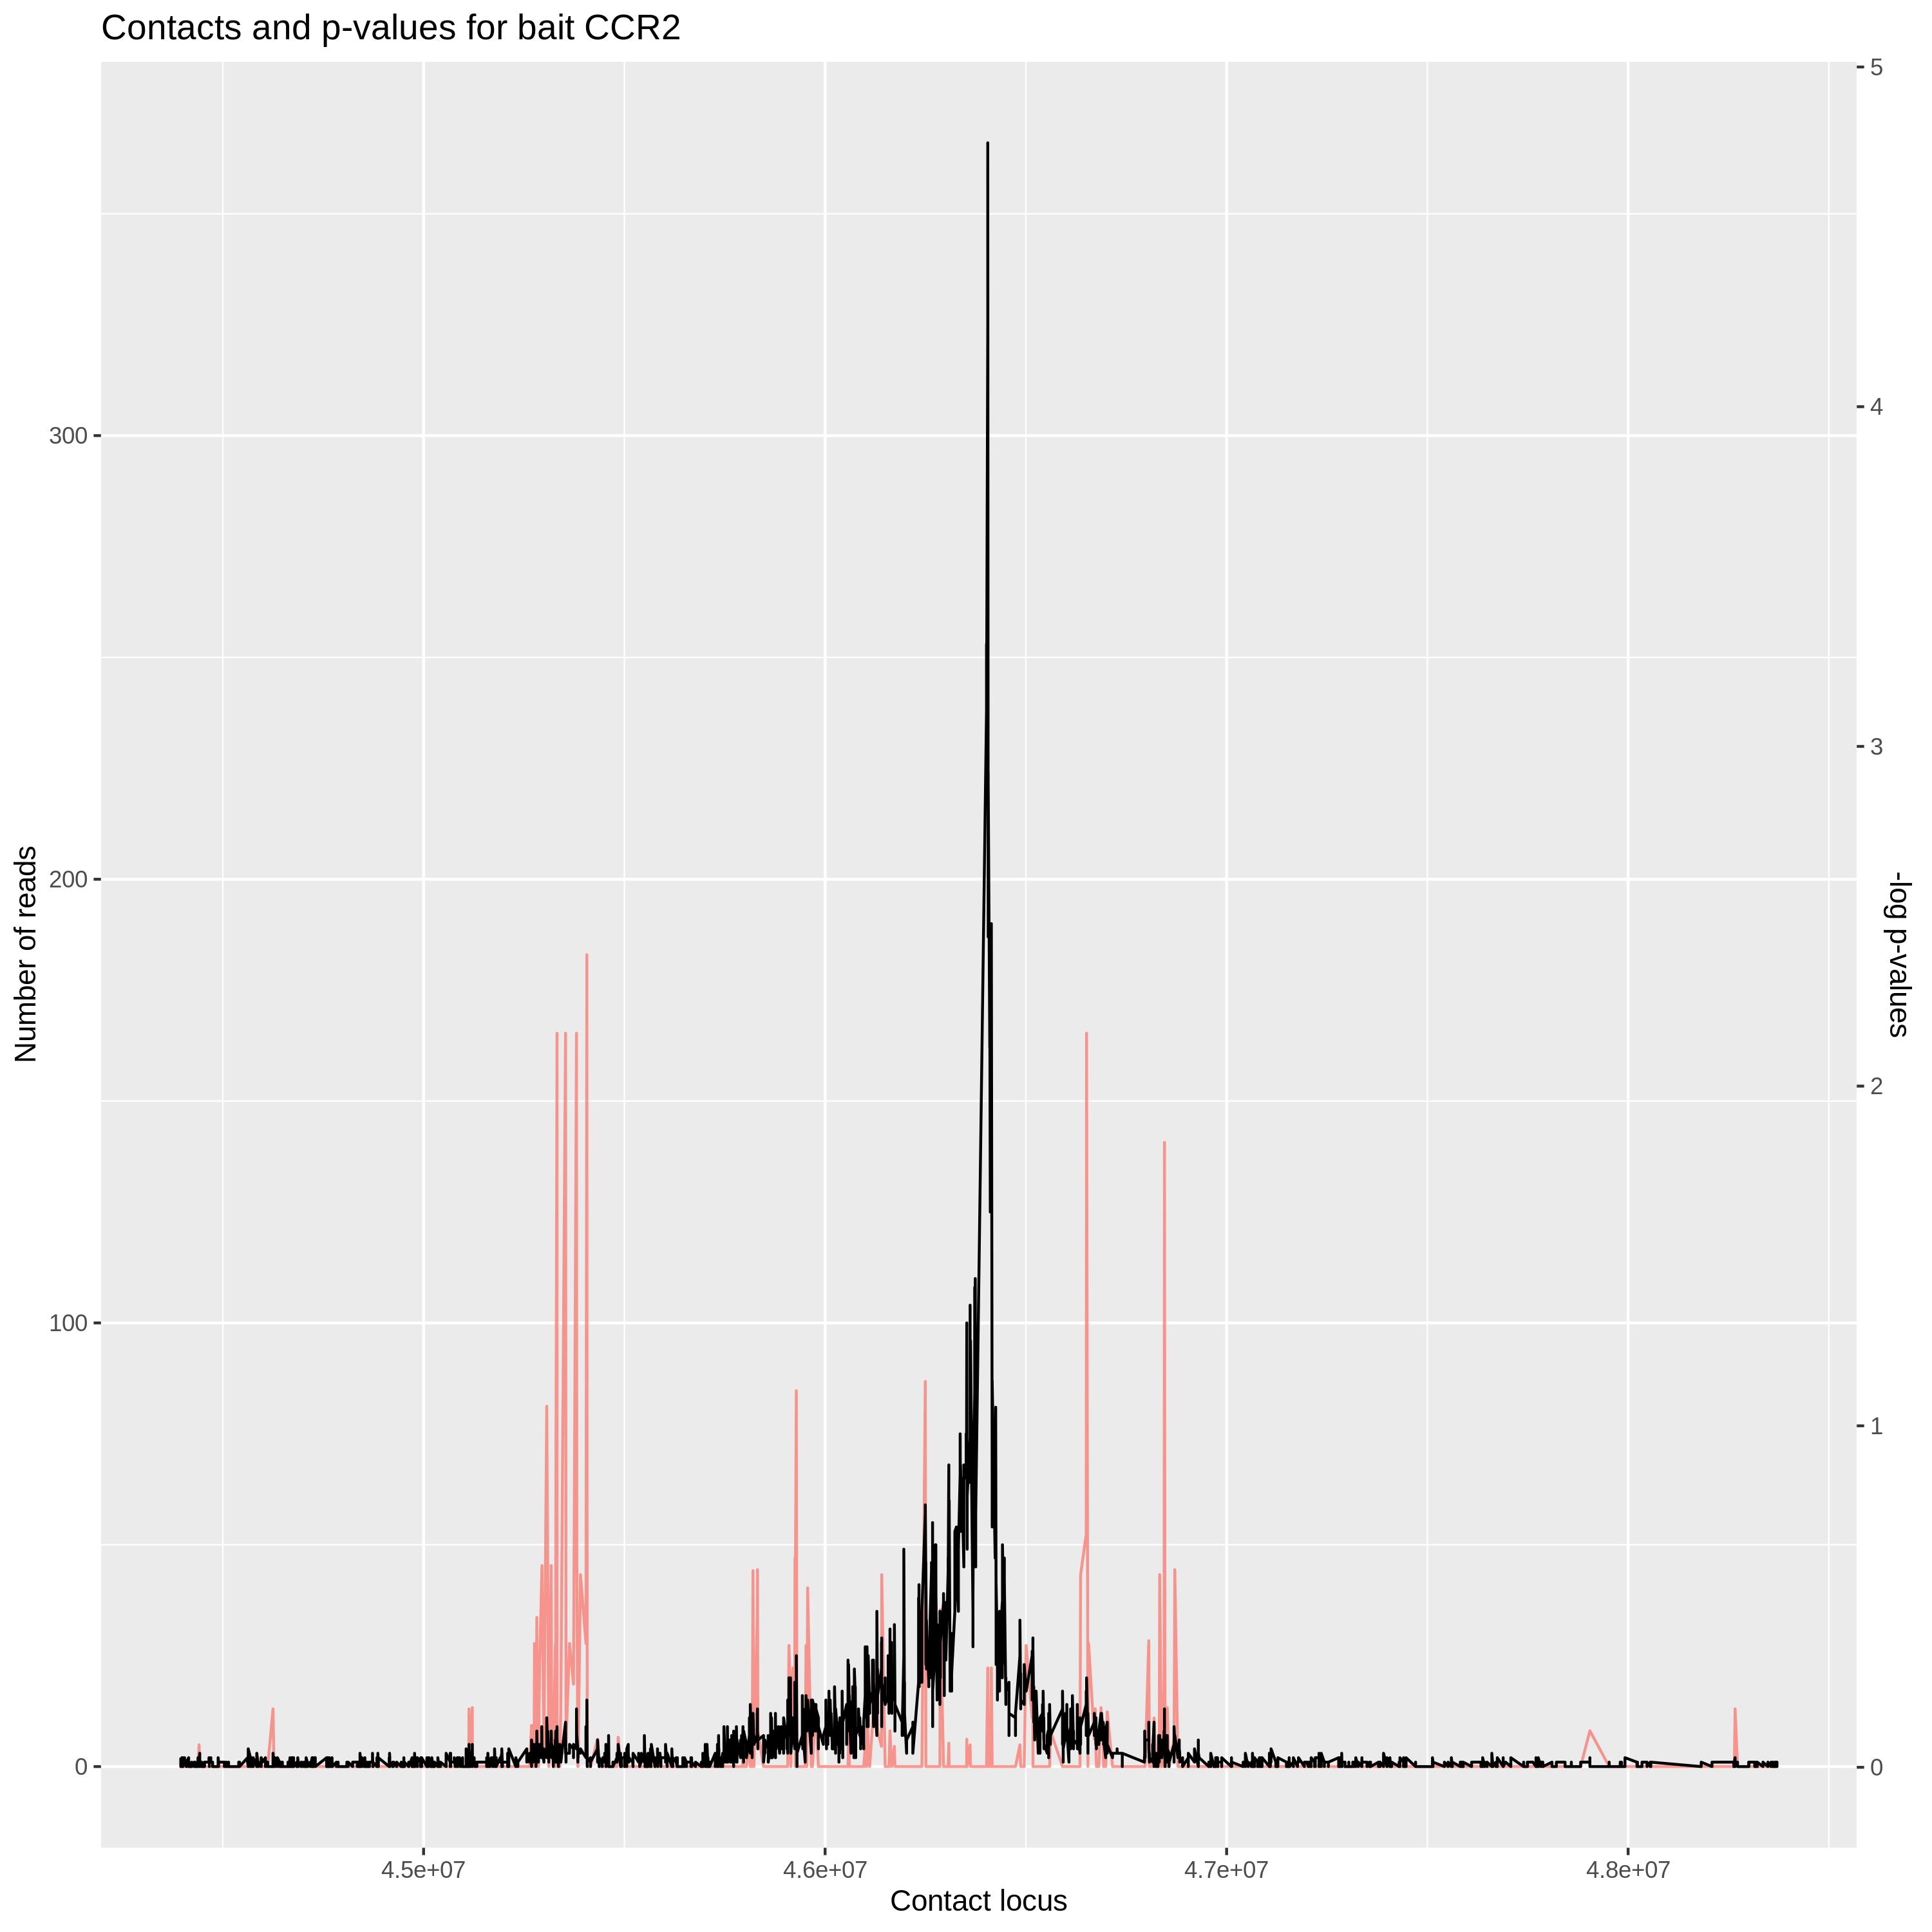 Contacts and p-values for bait CCR2
5
4
300
3
200
Number of reads
-log p-values
2
100
1
0
0
4.5e+07
4.6e+07
4.7e+07
4.8e+07
Contact locus